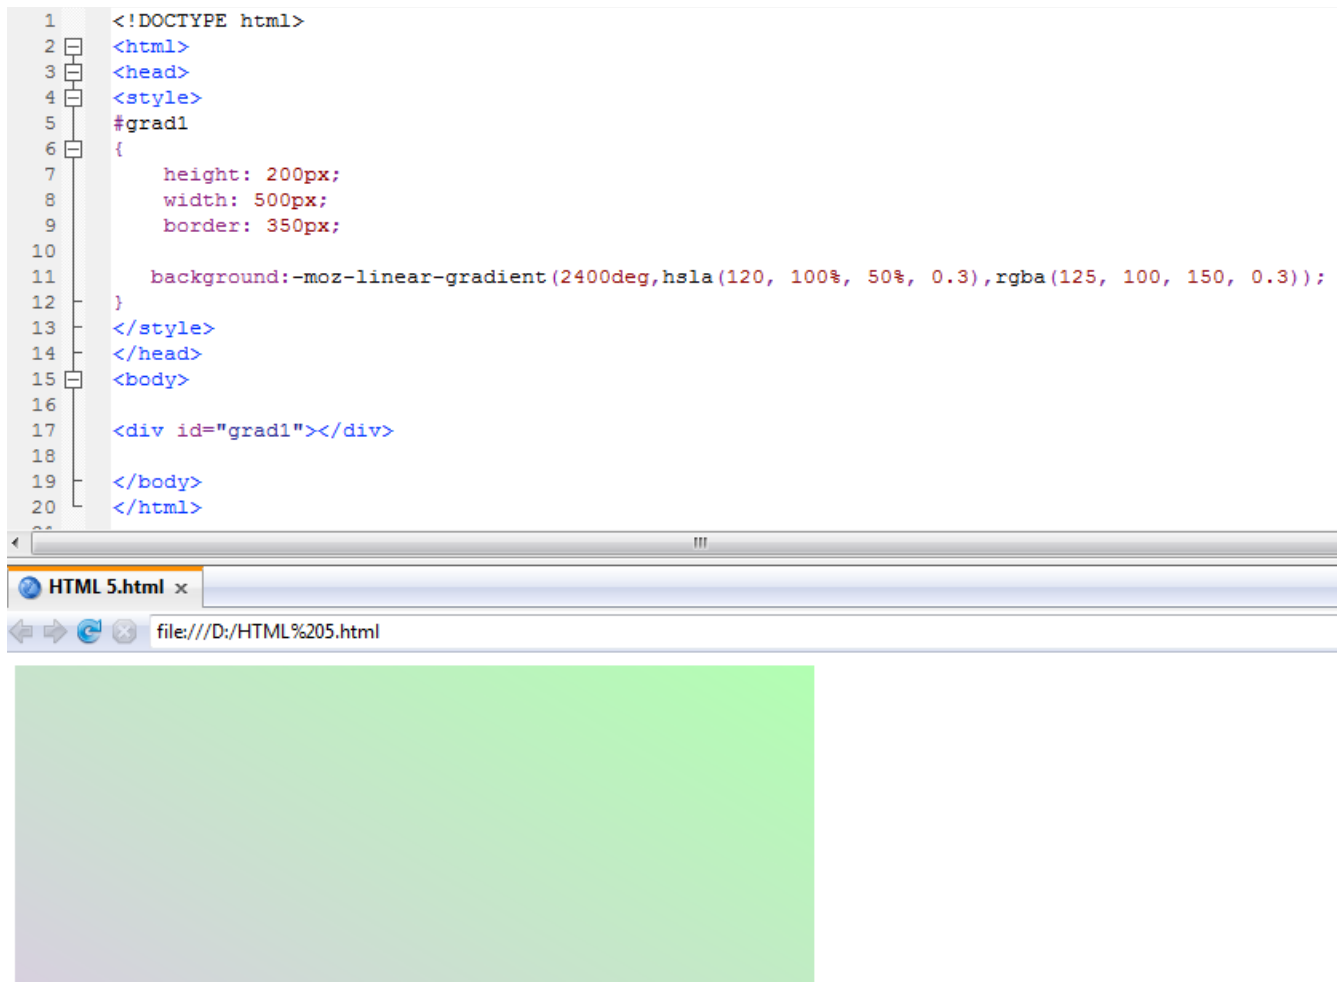 1 <!DOCTYPE html>
2 <html>
3 <head>
4 <style>
5 #grad1
6 {
7 height: 200px;
8 width: 500px;
9 border: 350px;
10
11 background:-moz-linear-gradient(2400deg,hsla(120, 100%, 50%, 0.3),rgba(125, 100, 150, 0.3));
12 }
13 </style>
14 </head>
15 <body>
16
17 <div id="grad1"></div>
18
19 </body>
20 </html>
HTML 5.html x
file:///D:/HTML%205.html